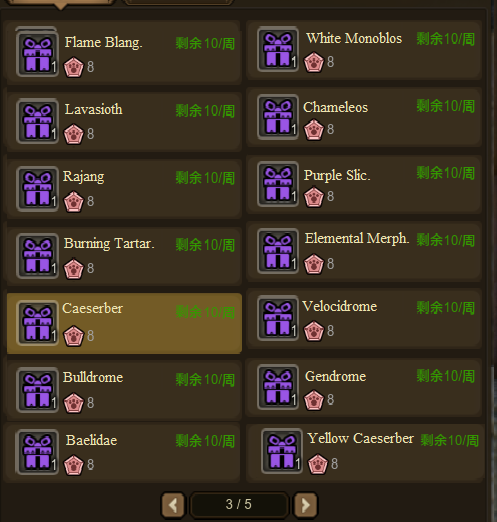 Flame Blang. 剩余10/周
1 8
White Monoblos 剩余10/周
1 8
Lavasioth 剩余10/周
1 8
Chameleos 剩余10/周
1 8
Rajang 剩余10/周
1 8
Purple Slic. 剩余10/周
1 8
Burning Tartar. 剩余10/周
1 8
Elemental Merph. 剩余10/周
1 8
Caeserber 剩余10/周
1 8
Velocidrome 剩余10/周
1 8
Bulldrome 剩余10/周
1 8
Gendrome 剩余10/周
1 8
Baelidae 剩余10/周
1 8
Yellow Caeserber 剩余10/周
1 8
3 / 5